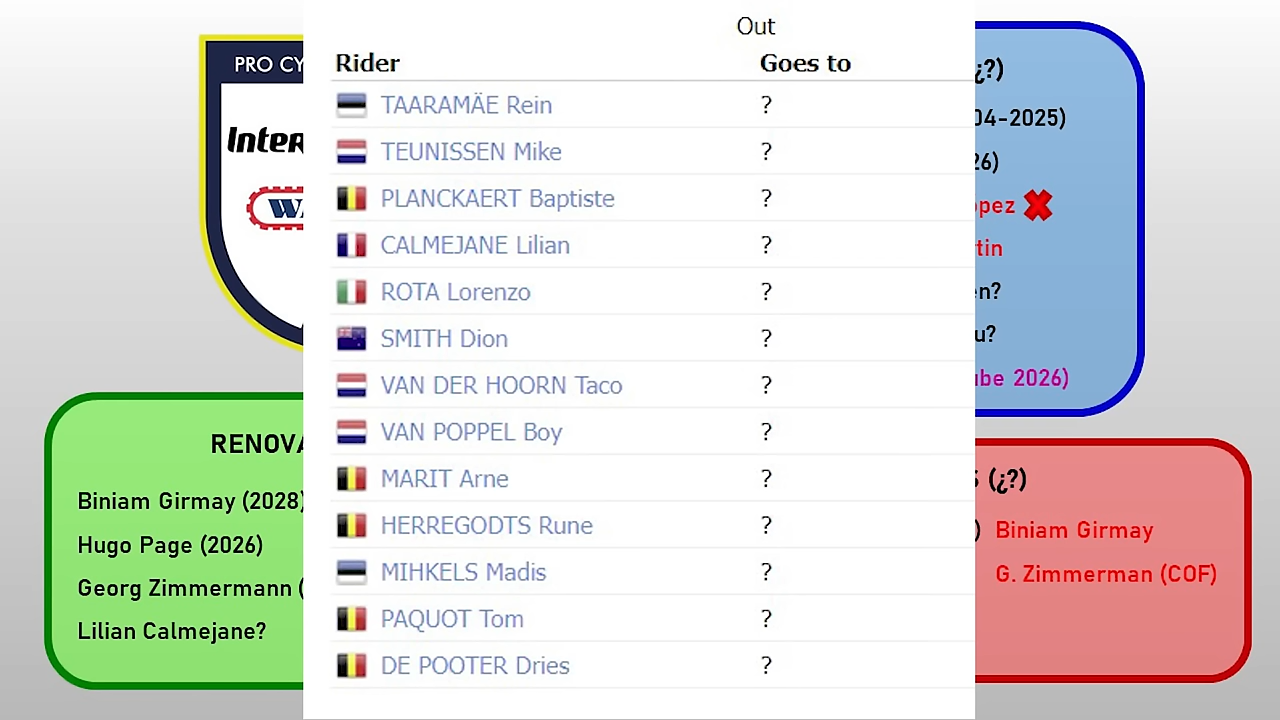 PRO CY
InterM
WA
RENOVA
Biniam Girmay (2028)
Hugo Page (2026)
Georg Zimmermann (
Lilian Calmejane?
Out
Rider Goes to
TAARAMÄE Rein ?
TEUNISSEN Mike ?
PLANCKAERT Baptiste ?
CALMEJANE Lilian ?
ROTA Lorenzo ?
SMITH Dion ?
VAN DER HOORN Taco ?
VAN POPPEL Boy ?
MARIT Arne ?
HERREGODTS Rune ?
MIHKELS Madis ?
PAQUOT Tom ?
DE POOTER Dries ?
¿?)
04-2025)
26)
opez
tin
en?
u?
ube 2026)
(¿?)
) Biniam Girmay
G. Zimmerman (COF)